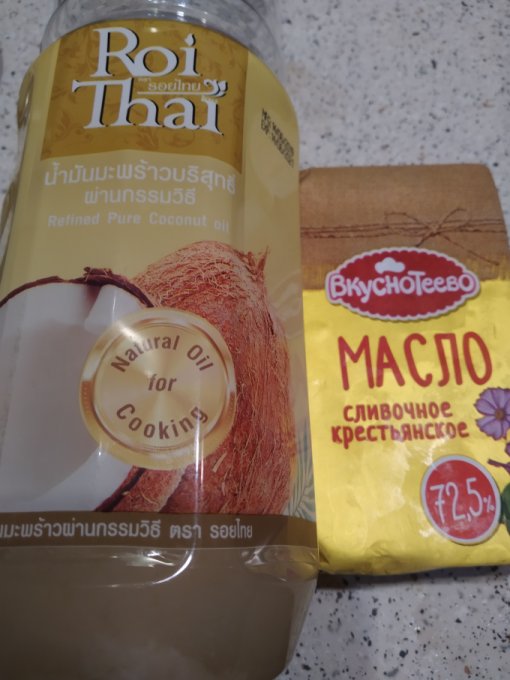 Roi
รอยไทย
Thai
น้ำมันมะพร้าวบริสุทธิ์
ผ่านกรรมวิธี
Refined Pure Coconut oil
Natural Oil
for
Cooking
มะพร้าวผ่านกรรมวิธี ตรา รอยไทย
ВкусноТеево
МАСЛО
СЛИВОЧНОЕ
КРЕСТЬЯНСКОЕ
72,5%